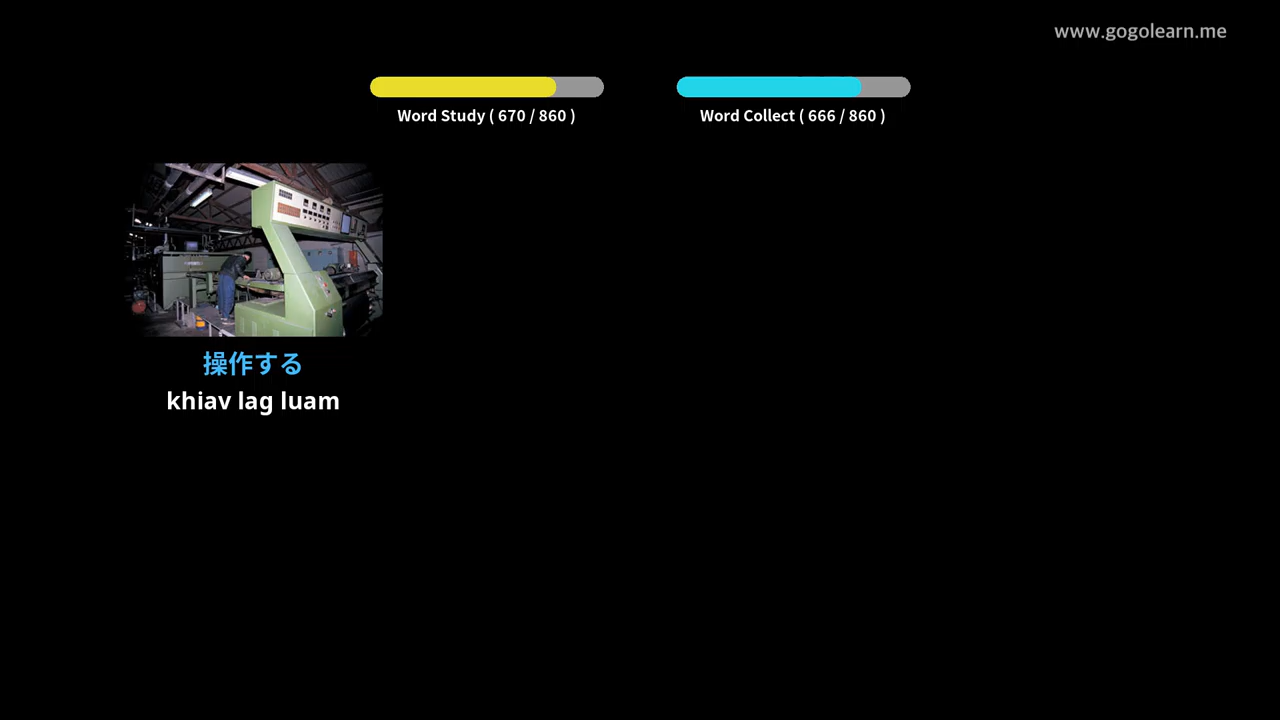 www.gogolearn.me
Word Study ( 670 / 860 )
Word Collect ( 666 / 860 )
操作する
khiav lag luam